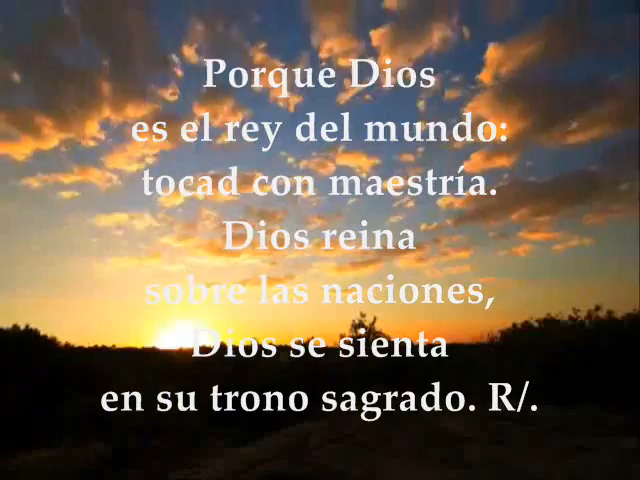 Porque Dios
es el rey del mundo:
tocad con maestría.
Dios reina
sobre las naciones,
Dios se sienta
en su trono sagrado. R/.